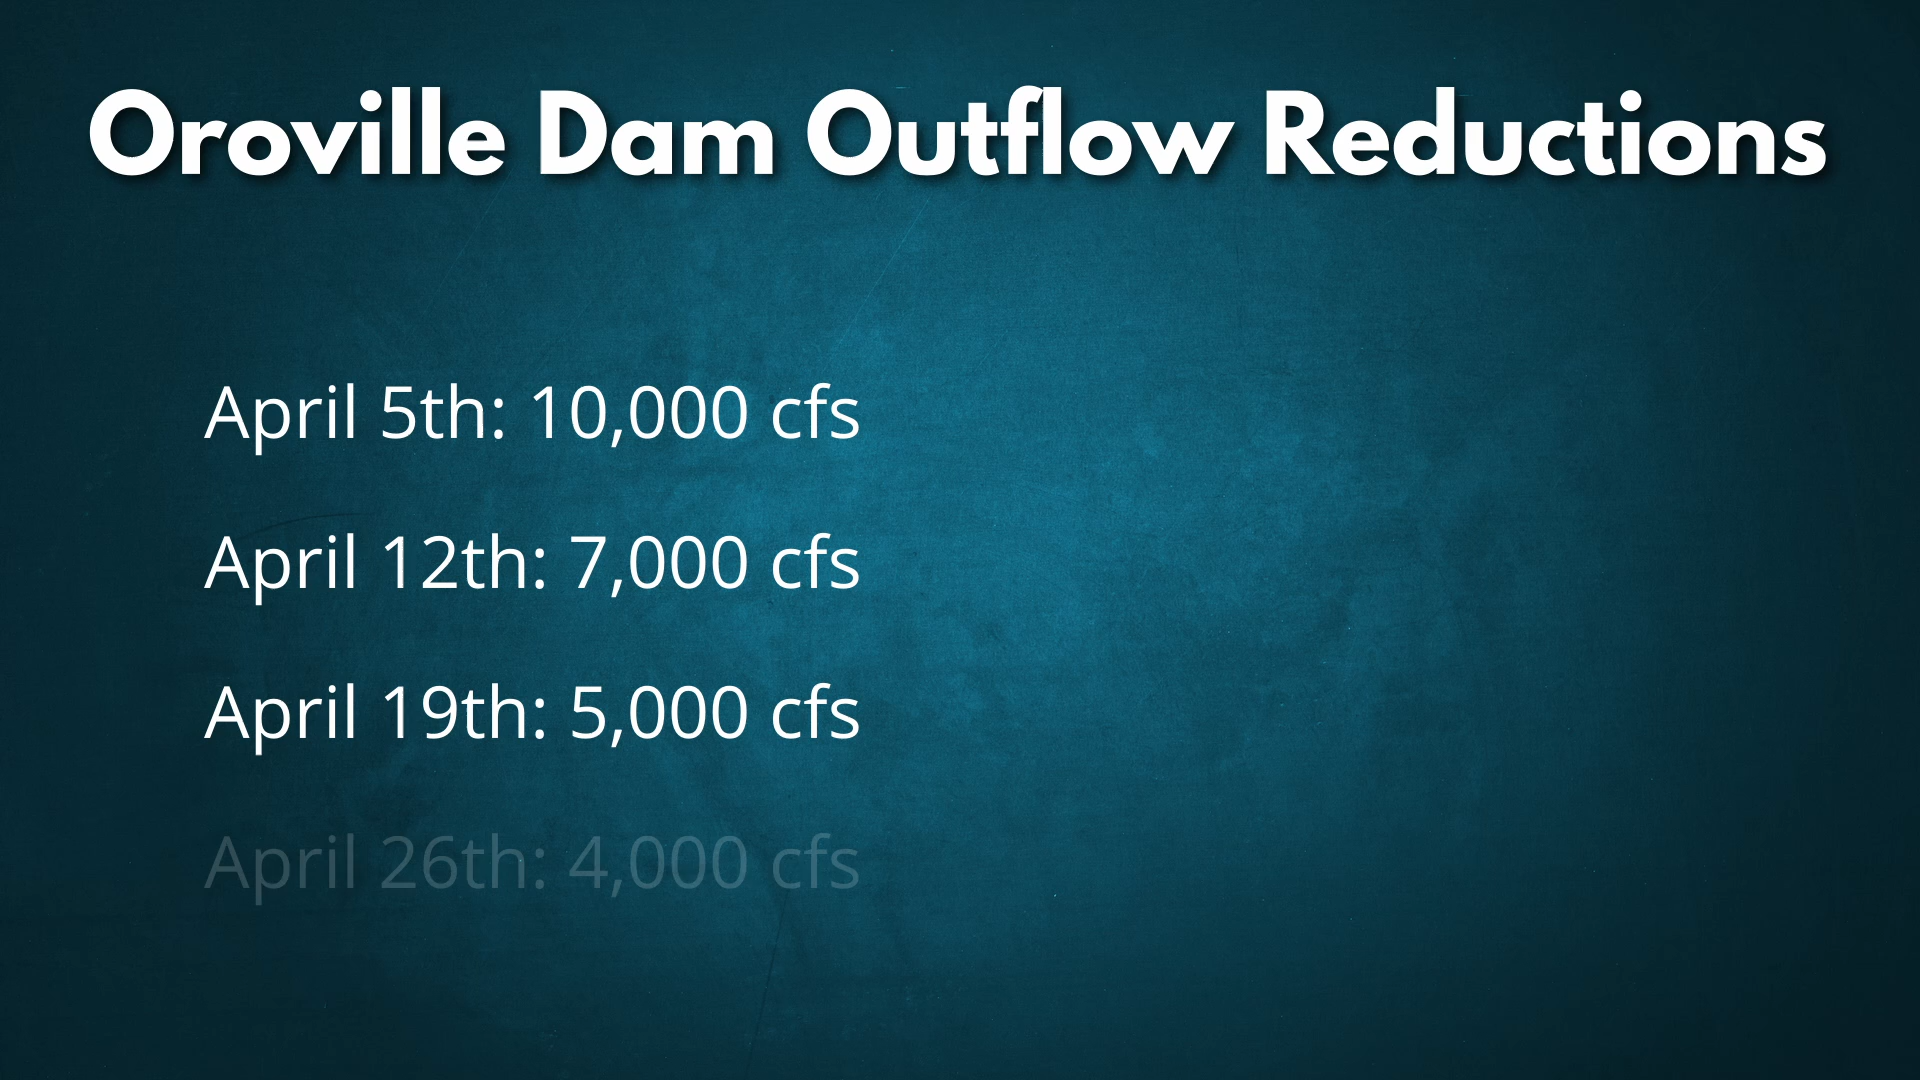 Oroville Dam Outflow Reductions
April 5th: 10,000 cfs
April 12th: 7,000 cfs
April 19th: 5,000 cfs
April 26th: 4,000 cfs